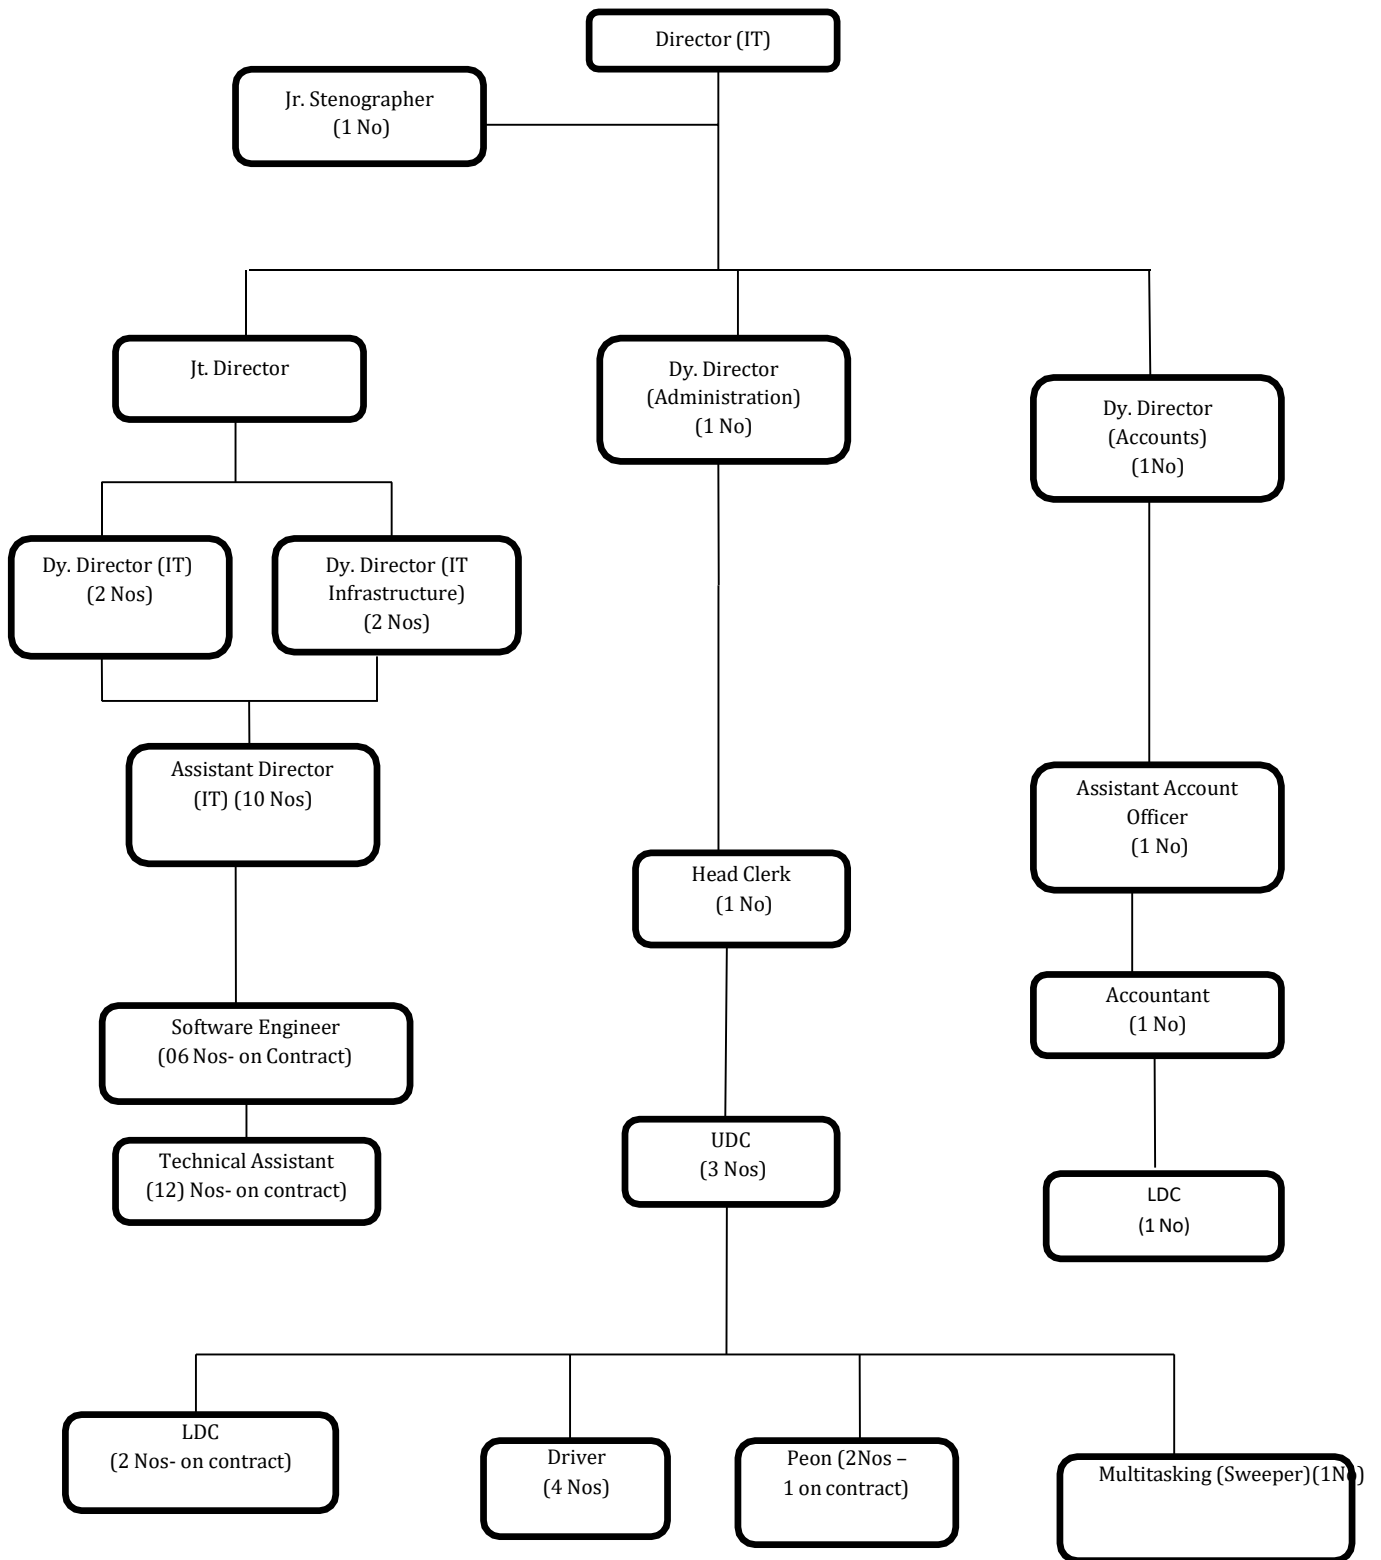 Director (IT)
Jr. Stenographer
(1 No)
Jt. Director
Dy. Director
(Administration)
(1 No)
Dy. Director
(Accounts)
(1No)
Dy. Director (IT)
(2 Nos)
Dy. Director (IT
Infrastructure)
(2 Nos)
Assistant Director
(IT) (10 Nos)
Assistant Account
Officer
(1 No)
Head Clerk
(1 No)
Accountant
(1 No)
Software Engineer
(06 Nos- on Contract)
UDC
(3 Nos)
Technical Assistant
(12) Nos- on contract)
LDC
(1 No)
LDC
(2 Nos- on contract)
Driver
(4 Nos)
Peon (2Nos –
1 on contract)
Multitasking (Sweeper)(1No)